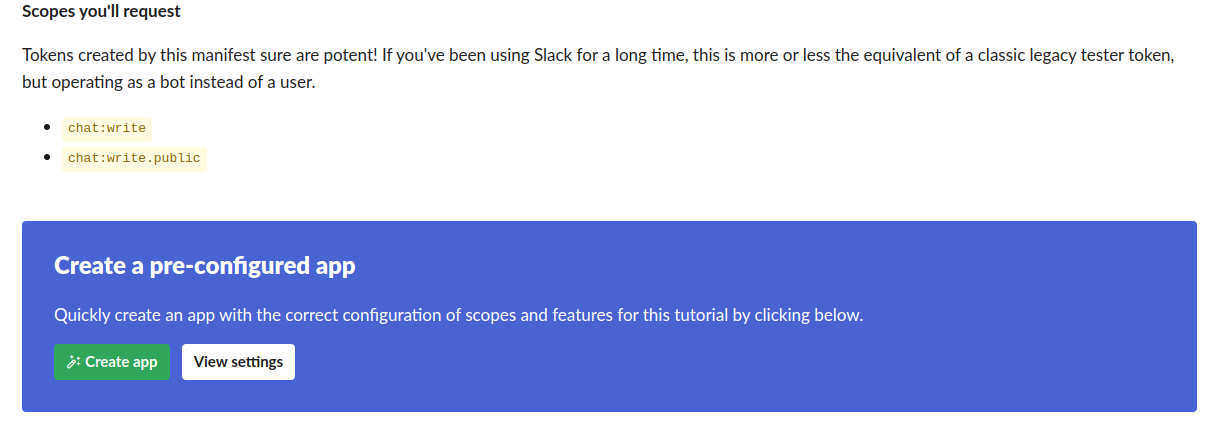 Scopes you'll request
Tokens created by this manifest sure are potent! If you've been using Slack for a long time, this is more or less the equivalent of a classic legacy tester token,
but operating as a bot instead of a user.
chat:write
chat:write.public
Create a pre-configured app
Quickly create an app with the correct configuration of scopes and features for this tutorial by clicking below.
Create app View settings